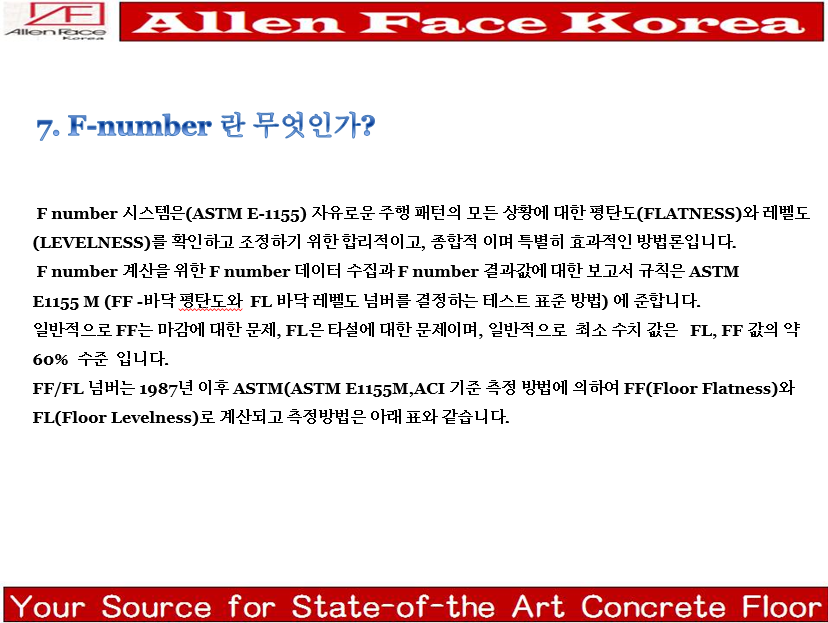 Allen Face
Korea
Allen Face Korea
7. F-number 란 무엇인가?
F number 시스템은(ASTM E-1155) 자유로운 주행 패턴의 모든 상황에 대한 평탄도(FLATNESS)와 레벨도
(LEVELNESS)를 확인하고 조정하기 위한 합리적이고, 종합적 이며 특별히 효과적인 방법론입니다.
F number 계산을 위한 F number 데이터 수집과 F number 결과값에 대한 보고서 규칙은 ASTM
E1155 M (FF -바닥 평탄도와 FL 바닥 레벨도 넘버를 결정하는 테스트 표준 방법) 에 준합니다.
일반적으로 FF는 마감에 대한 문제, FL은 타설에 대한 문제이며, 일반적으로 최소 수치 값은 FL, FF 값의 약
60% 수준 입니다.
FF/FL 넘버는 1987년 이후 ASTM(ASTM E1155M,ACI 기준 측정 방법에 의하여 FF(Floor Flatness)와
FL(Floor Levelness)로 계산되고 측정방법은 아래 표와 같습니다.
Your Source for State-of-the Art Concrete Floor